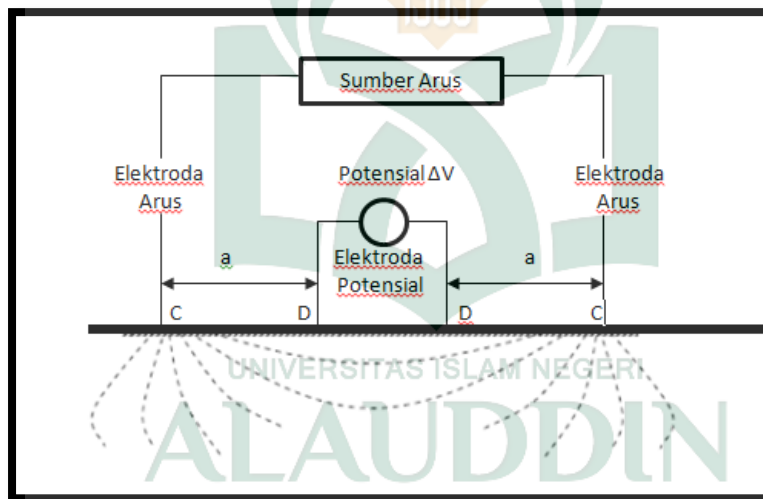 Sumber Arus
Elektroda
Arus
Potensial ΔV
Elektroda
Arus
a
Elektroda
Potensial
a
C
D
D
C
UNIVERSITAS ISLAM NEGERI
ALAUDDIN